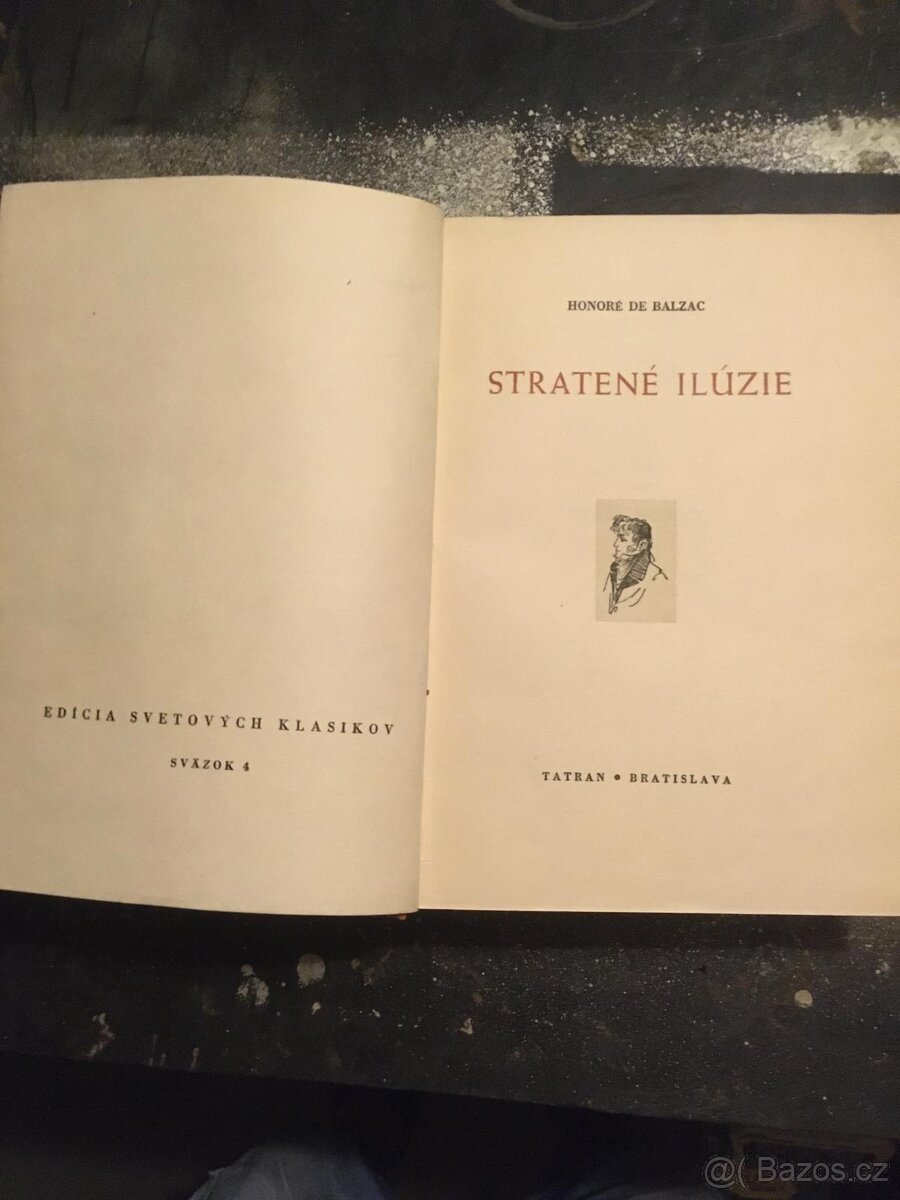 EDÍCIA SVETOVÝCH KLASIKOV
SVÄZOK 4
HONORÉ DE BALZAC
STRATENÉ ILÚZIE
TATRAN • BRATISLAVA
@( Bazos.cz